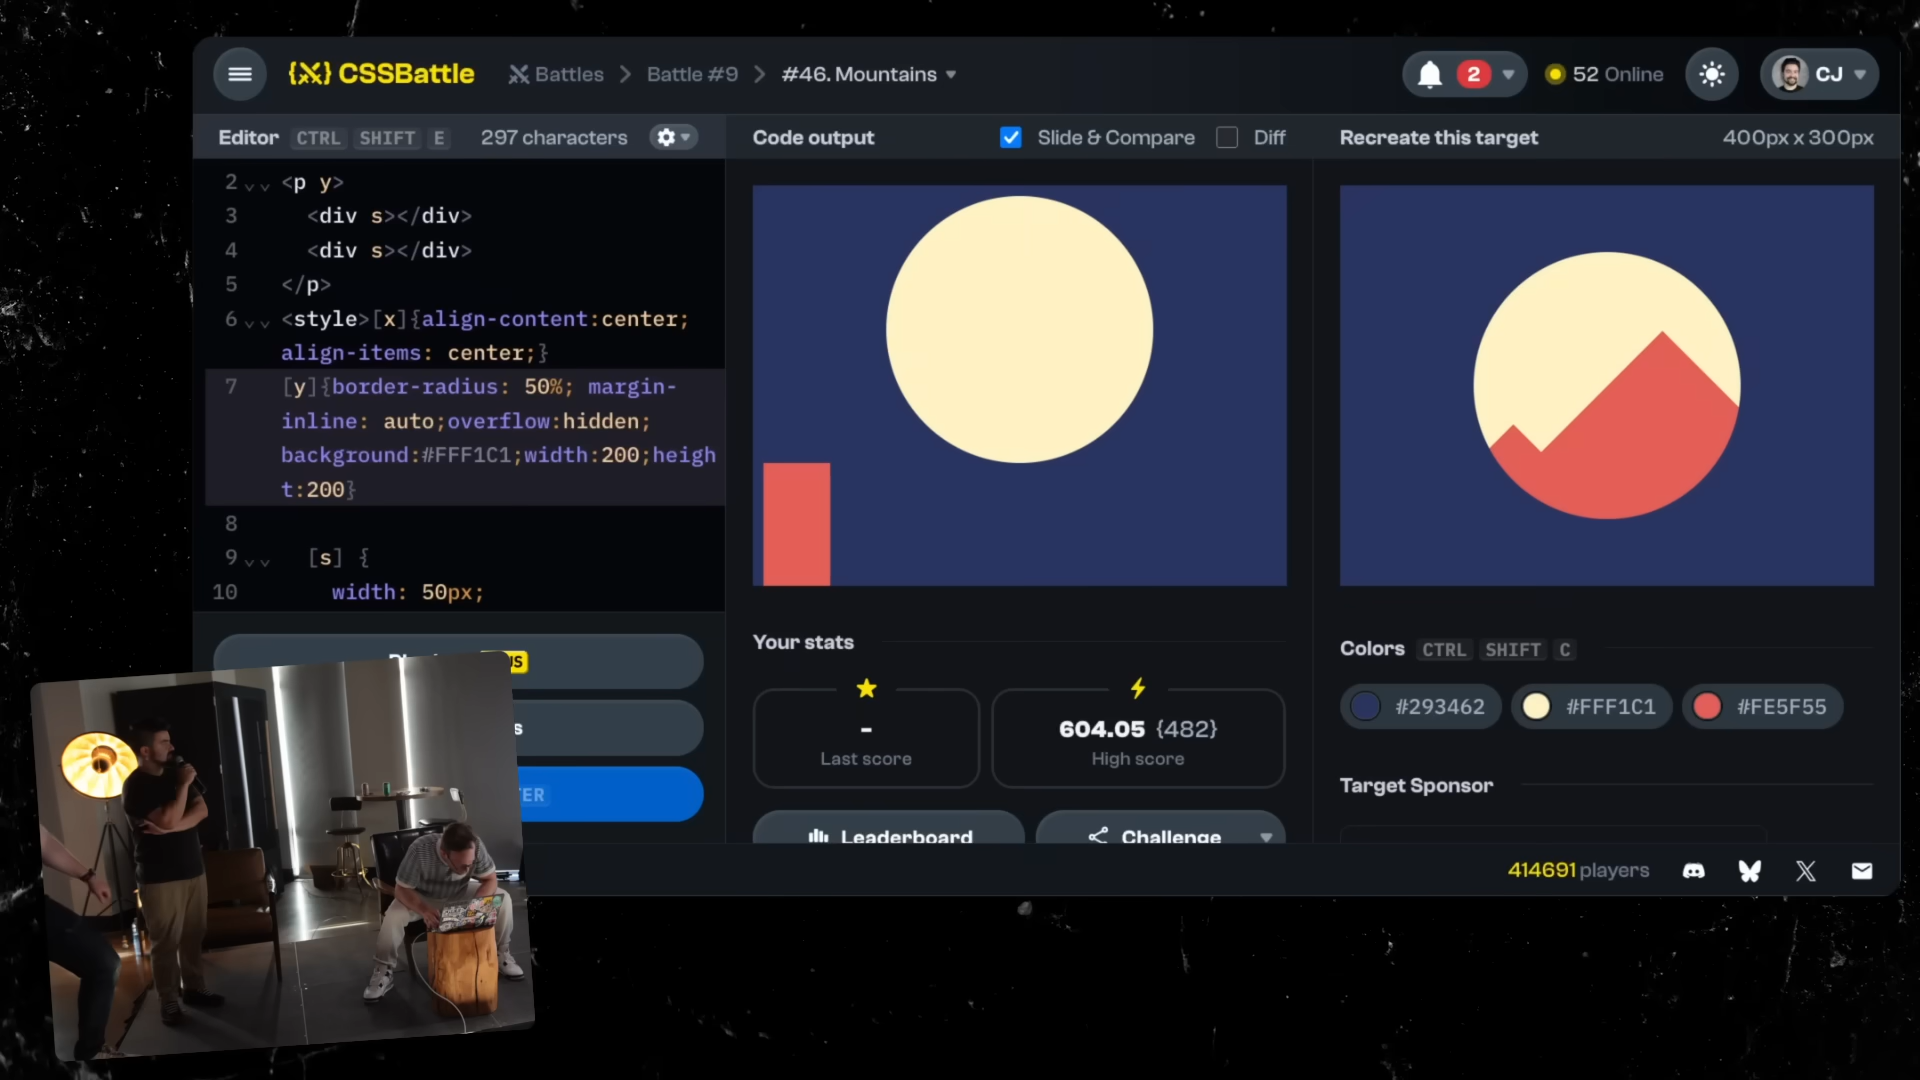 {X} CSSBattle
Battles > Battle #9 > #46. Mountains
2
52 Online
CJ
Editor CTRL SHIFT E 297 characters
2 <p y>
3 <div s></div>
4 <div s></div>
5 </p>
6 <style>[x]{align-content:center;
align-items: center;}
7 [y]{border-radius: 50%; margin-
inline: auto;overflow:hidden;
background:#FFF1C1;width:200;heigh
t:200}
8
9 [s] {
10 width: 50px;
Code output Slide & Compare Diff
Your stats
- 
Last score
604.05 {482}
High score
Leaderboard Challenge
Recreate this target 400px x 300px
Colors CTRL SHIFT C
#293462 #FFF1C1 #FE5F55
Target Sponsor
414691 players